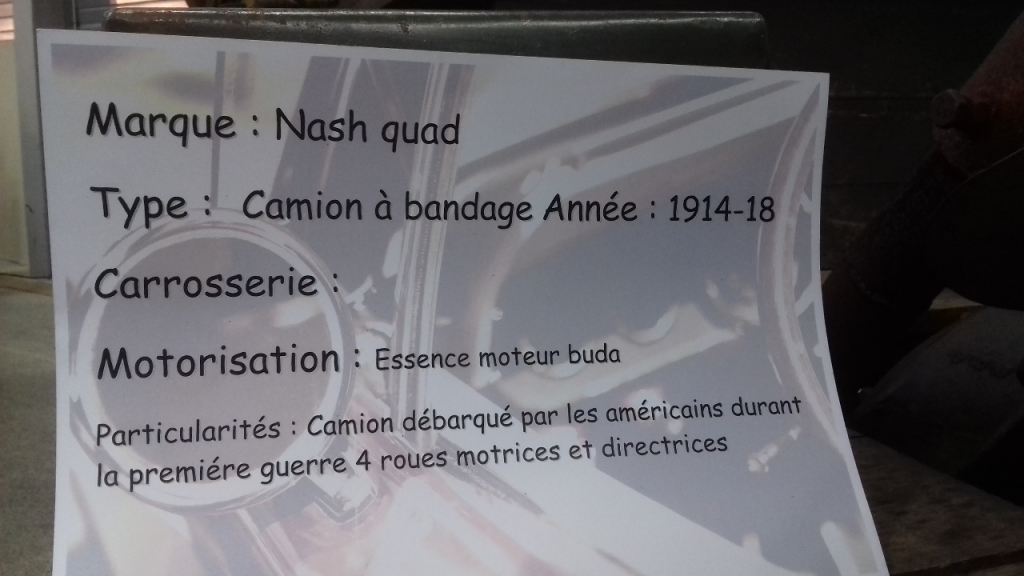 Marque : Nash quad
Type : Camion à bandage Année : 1914-18
Carrosserie :
Motorisation : Essence moteur buda
Particularités : Camion débarqué par les américains durant
la premiére guerre 4 roues motrices et directrices